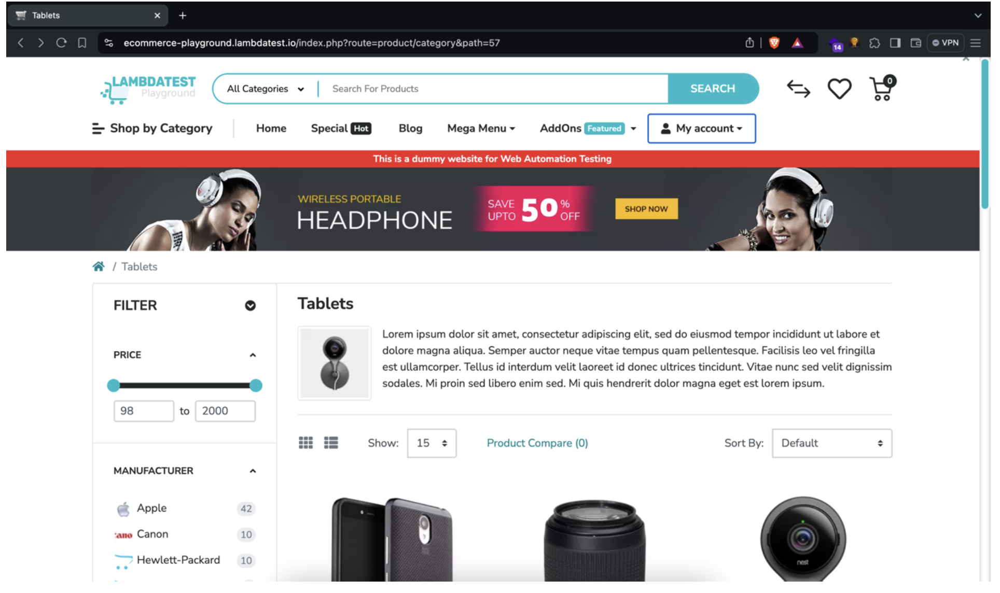 Tablets
ecommerce-playground.lambdatest.io/index.php?route=product/category&path=57
14
VPN
LAMBDATEST
Playground
All Categories
Search For Products
SEARCH
0
Shop by Category
Home
Special Hot
Blog
Mega Menu
AddOns Featured
My account
This is a dummy website for Web Automation Testing
WIRELESS PORTABLE
HEADPHONE
SAVE
UPTO
50
%
OFF
SHOP NOW
/ Tablets
FILTER
PRICE
98 to 2000
MANUFACTURER
Apple 42
Canon 10
Hewlett-Packard 10
Tablets
Lorem ipsum dolor sit amet, consectetur adipiscing elit, sed do eiusmod tempor incididunt ut labore et
dolore magna aliqua. Semper auctor neque vitae tempus quam pellentesque. Facilisis leo vel fringilla
est ullamcorper. Tellus id interdum velit laoreet id donec ultrices tincidunt. Vitae nunc sed velit dignissim
sodales. Mi proin sed libero enim sed. Mi quis hendrerit dolor magna eget est lorem ipsum.
Show: 15
Product Compare (0)
Sort By: Default
nest